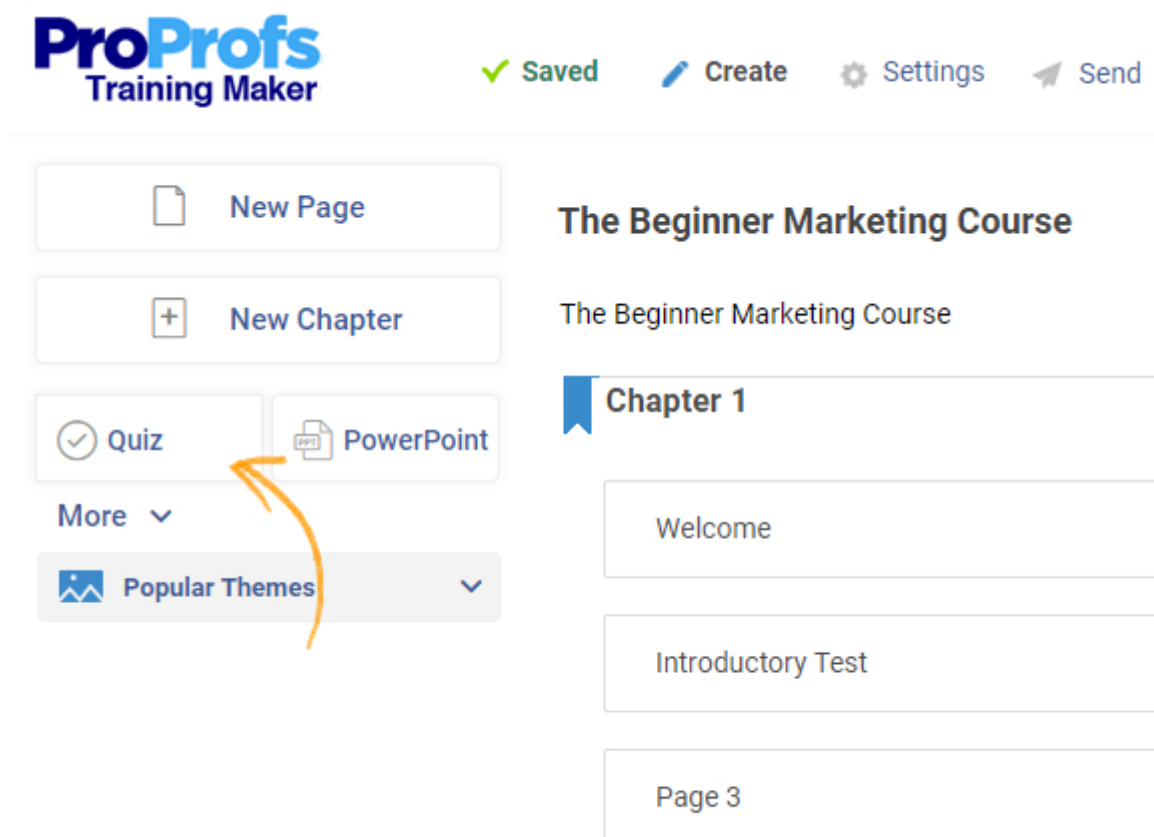 ProProfs
Training Maker
Saved
Create
Settings
Send
New Page
New Chapter
Quiz
PPT
PowerPoint
More
Popular Themes
The Beginner Marketing Course
The Beginner Marketing Course
Chapter 1
Welcome
Introductory Test
Page 3